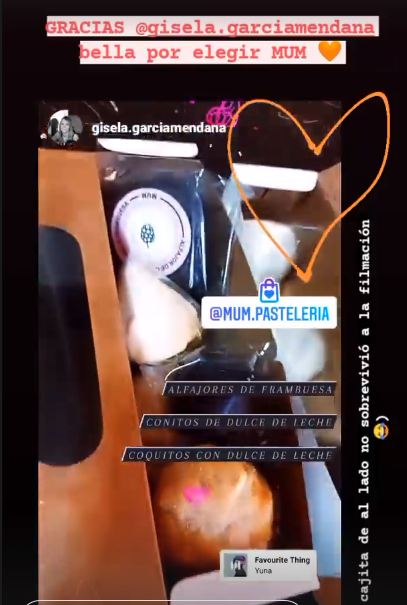 GRACIAS @gisela.garciamendana
bella por elegir MUM 🧡
gisela.garciamendana
MUM
@MUM.PASTELERIA
ALFAJORES DE FRAMBUESA
CONITOS DE DULCE DE LECHE
COQUITOS CON DULCE DE LECHE
cajita de al lado no sobrevivió a la filmación
😂)
Favourite Thing
Yuna